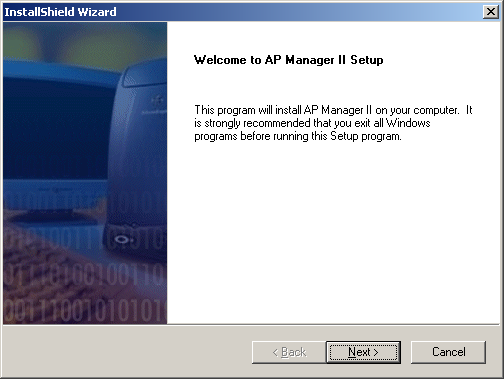 InstallShield Wizard
Welcome to AP Manager II Setup
This program will install AP Manager II on your computer. It
is strongly recommended that you exit all Windows
programs before running this Setup program.
< Back
Next >
Cancel